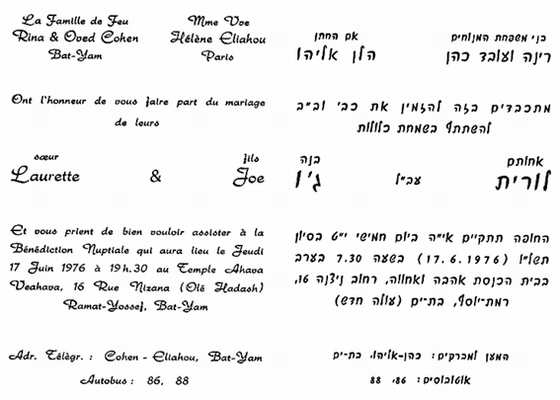 La Famille de Feu
Rina & Oved Cohen
Bat-Yam
Mme Vve
Hélène Eliahou
Paris
Ont l'honneur de vous faire part du mariage
de leurs
sœur
Laurette
&
fils
Joe
Et vous prient de bien vouloir assister à la
Bénédiction Nuptiale qui aura lieu le Jeudi
17 Juin 1976 à 19 h.30 au Temple Ahava
Veahava, 16 Rue Nizana (Olé Hadash)
Ramat-Yossef, Bat-Yam
Adr. Télègr. : Cohen - Eliahou, Bat-Yam
Autobus : 86, 88
בני משפחת המנוחים
רינה ועובד כהן
אם החתן
הלן אליהו
מתכבדים בזה להזמין את כב׳ וב״ב
להשתתף בשמחת כלולות
אחותם
לורית
עב״ל
בנה
ג׳ו
החופה תתקיים אי״ה ביום חמישי י״ט בסיון
תשל״ו (17.6.1976) בשעה 7.30 בערב
בבית הכנסת אהבה ואחווה, רחוב ניצנה 16,
רמת-יוסף, בת-ים (עולה חדש)
המען למברקים: כהן-אליהו, בת-ים
אוטובוסים: 86, 88